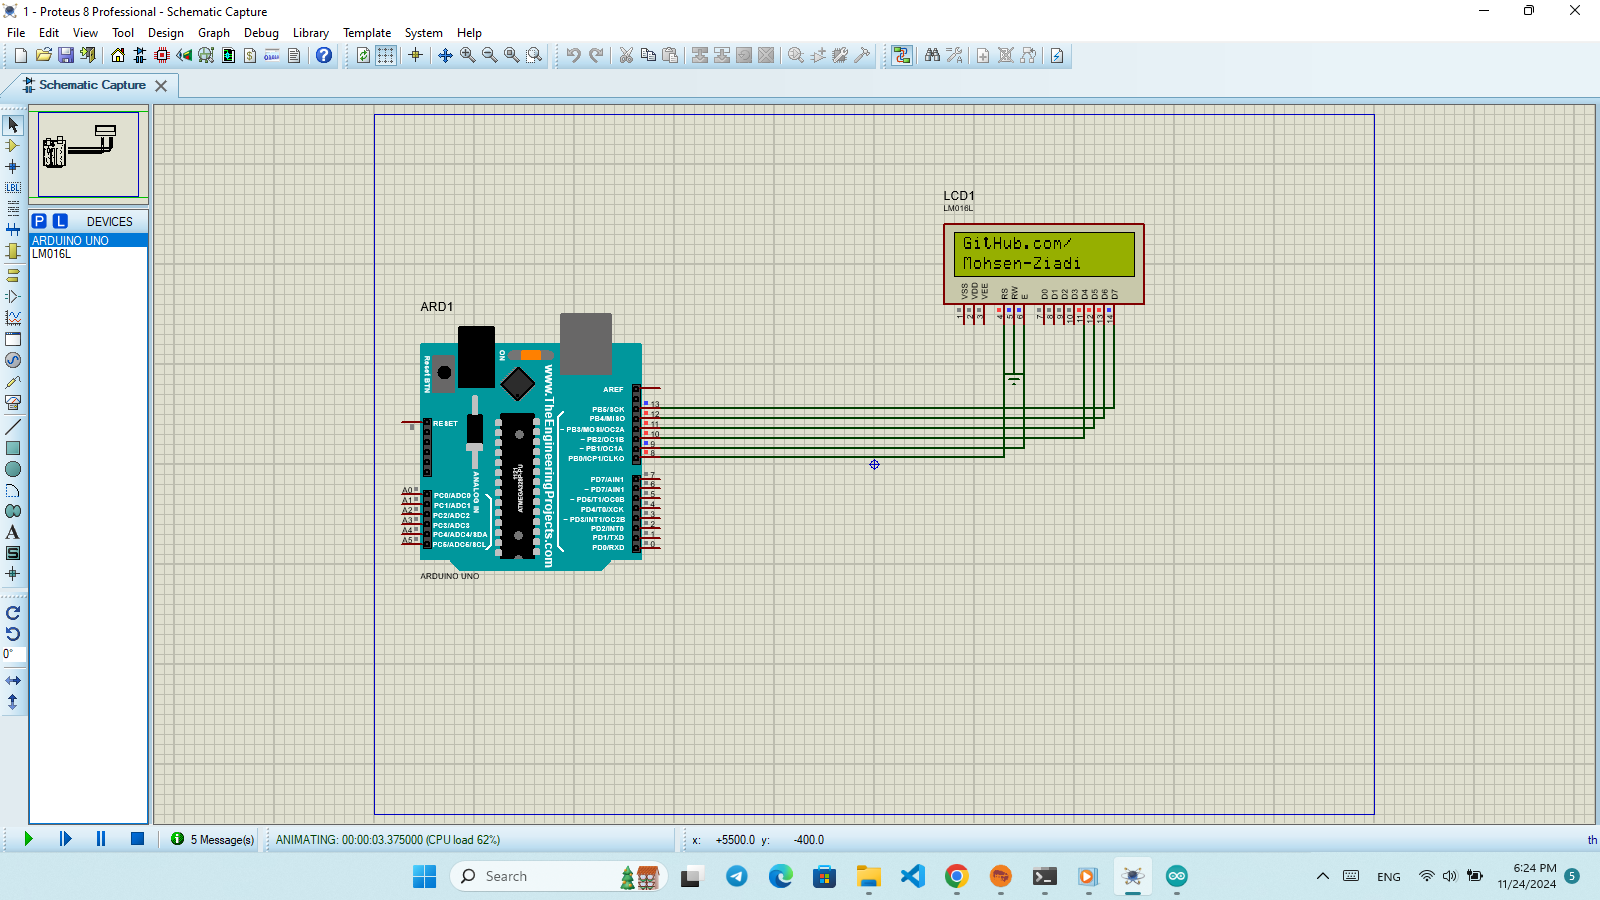 1 - Proteus 8 Professional - Schematic Capture
File Edit View Tool Design Graph Debug Library Template System Help
Schematic Capture
P L DEVICES
ARDUINO UNO
LM016L
LBL
A
S
0°
LCD1
LM016L
GitHub.com/
Mohsen-Ziadi
VSS VDD VEE RS RW E D0 D1 D2 D3 D4 D5 D6 D7
1 2 3 4 5 6 7 8 9 10 11 12 13 14
ARD1
Reset BTN
ON
www.TheEngineeringProjects.com
ANALOG IN
ATMEGA328P-PU
1121
RESET
A0 PC0/ADC0
A1 PC1/ADC1
A2 PC2/ADC2
A3 PC3/ADC3
A4 PC4/ADC4/SDA
A5 PC5/ADC5/SCL
AREF
PB5/SCK 13
PB4/MISO 12
~ PB3/MOSI/OC2A 11
~ PB2/OC1B 10
~ PB1/OC1A 9
PB0/ICP1/CLKO 8
PD7/AIN1 7
~ PD7/AIN1 6
~ PD5/T1/OC0B 5
PD4/T0/XCK 4
~ PD3/INT1/OC2B 3
PD2/INT0 2
PD1/TXD 1
PD0/RXD 0
ARDUINO UNO
5 Message(s) ANIMATING: 00:00:03.375000 (CPU load 62%) x: +5500.0 y: -400.0 th
Search
ENG
6:24 PM
11/24/2024
5